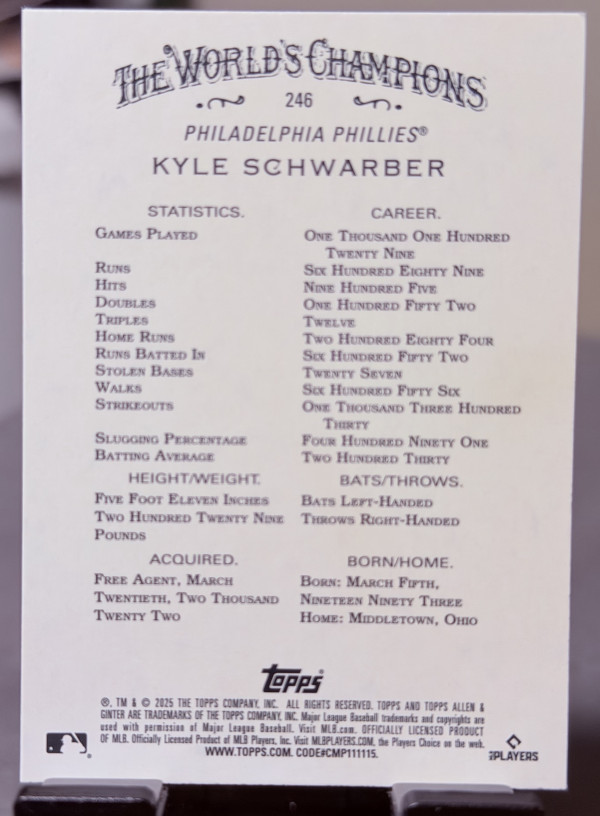 THE WORLD'S CHAMPIONS
246
PHILADELPHIA PHILLIES®
KYLE SCHWARBER
STATISTICS. CAREER.
GAMES PLAYED ONE THOUSAND ONE HUNDRED
TWENTY NINE
RUNS SIX HUNDRED EIGHTY NINE
HITS NINE HUNDRED FIVE
DOUBLES ONE HUNDRED FIFTY TWO
TRIPLES TWELVE
HOME RUNS TWO HUNDRED EIGHTY FOUR
RUNS BATTED IN SIX HUNDRED FIFTY TWO
STOLEN BASES TWENTY SEVEN
WALKS SIX HUNDRED FIFTY SIX
STRIKEOUTS ONE THOUSAND THREE HUNDRED
THIRTY
SLUGGING PERCENTAGE FOUR HUNDRED NINETY ONE
BATTING AVERAGE TWO HUNDRED THIRTY
HEIGHT/WEIGHT. BATS/THROWS.
FIVE FOOT ELEVEN INCHES BATS LEFT-HANDED
TWO HUNDRED TWENTY NINE THROWS RIGHT-HANDED
POUNDS
ACQUIRED. BORN/HOME.
FREE AGENT, MARCH BORN: MARCH FIFTH,
TWENTIETH, TWO THOUSAND NINETEEN NINETY THREE
TWENTY TWO HOME: MIDDLETOWN, OHIO
TOPPS®
®, TM & © 2025 THE TOPPS COMPANY, INC. ALL RIGHTS RESERVED. TOPPS AND TOPPS ALLEN &
GINTER ARE TRADEMARKS OF THE TOPPS COMPANY, INC. Major League Baseball trademarks and copyrights are
used with permission of Major League Baseball. Visit MLB.com. OFFICIALLY LICENSED PRODUCT
OF MLB. Officially Licensed Product of MLB Players, Inc. Visit MLBPLAYERS.COM, the Players Choice on the web.
WWW.TOPPS.COM. CODE#CMP111115.
MLBPLAYERS